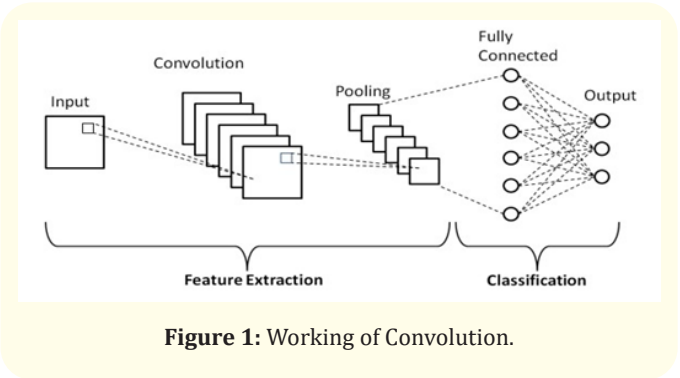 Input
Convolution
Pooling
Fully
Connected
Output
Feature Extraction
Classification
Figure 1: Working of Convolution.